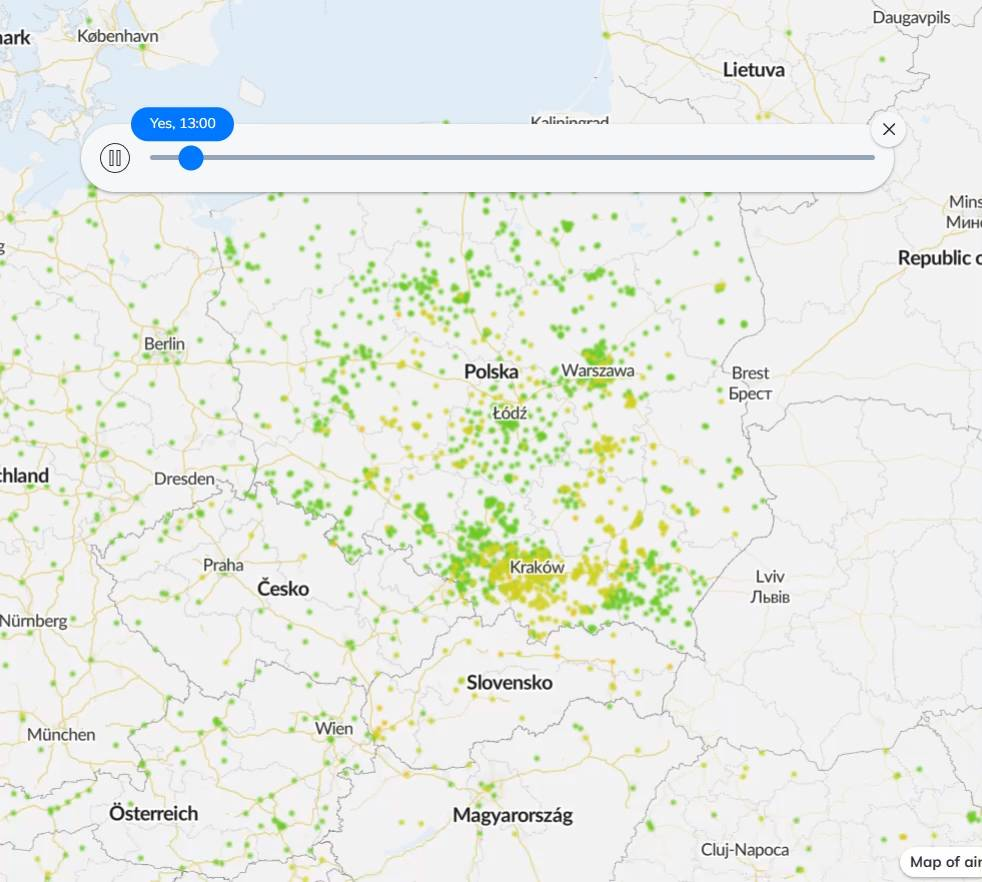 Daugavpils
ark
København
Lietuva
Kaliningrad
Yes, 13:00
Mins
Мин
Republic o
Berlin
Polska
Warszawa
Brest
Брест
Łódź
chland
Dresden
Praha
Kraków
Lviv
Львів
Česko
Nürnberg
Slovensko
Wien
München
Österreich
Magyarország
Cluj-Napoca
Map of air